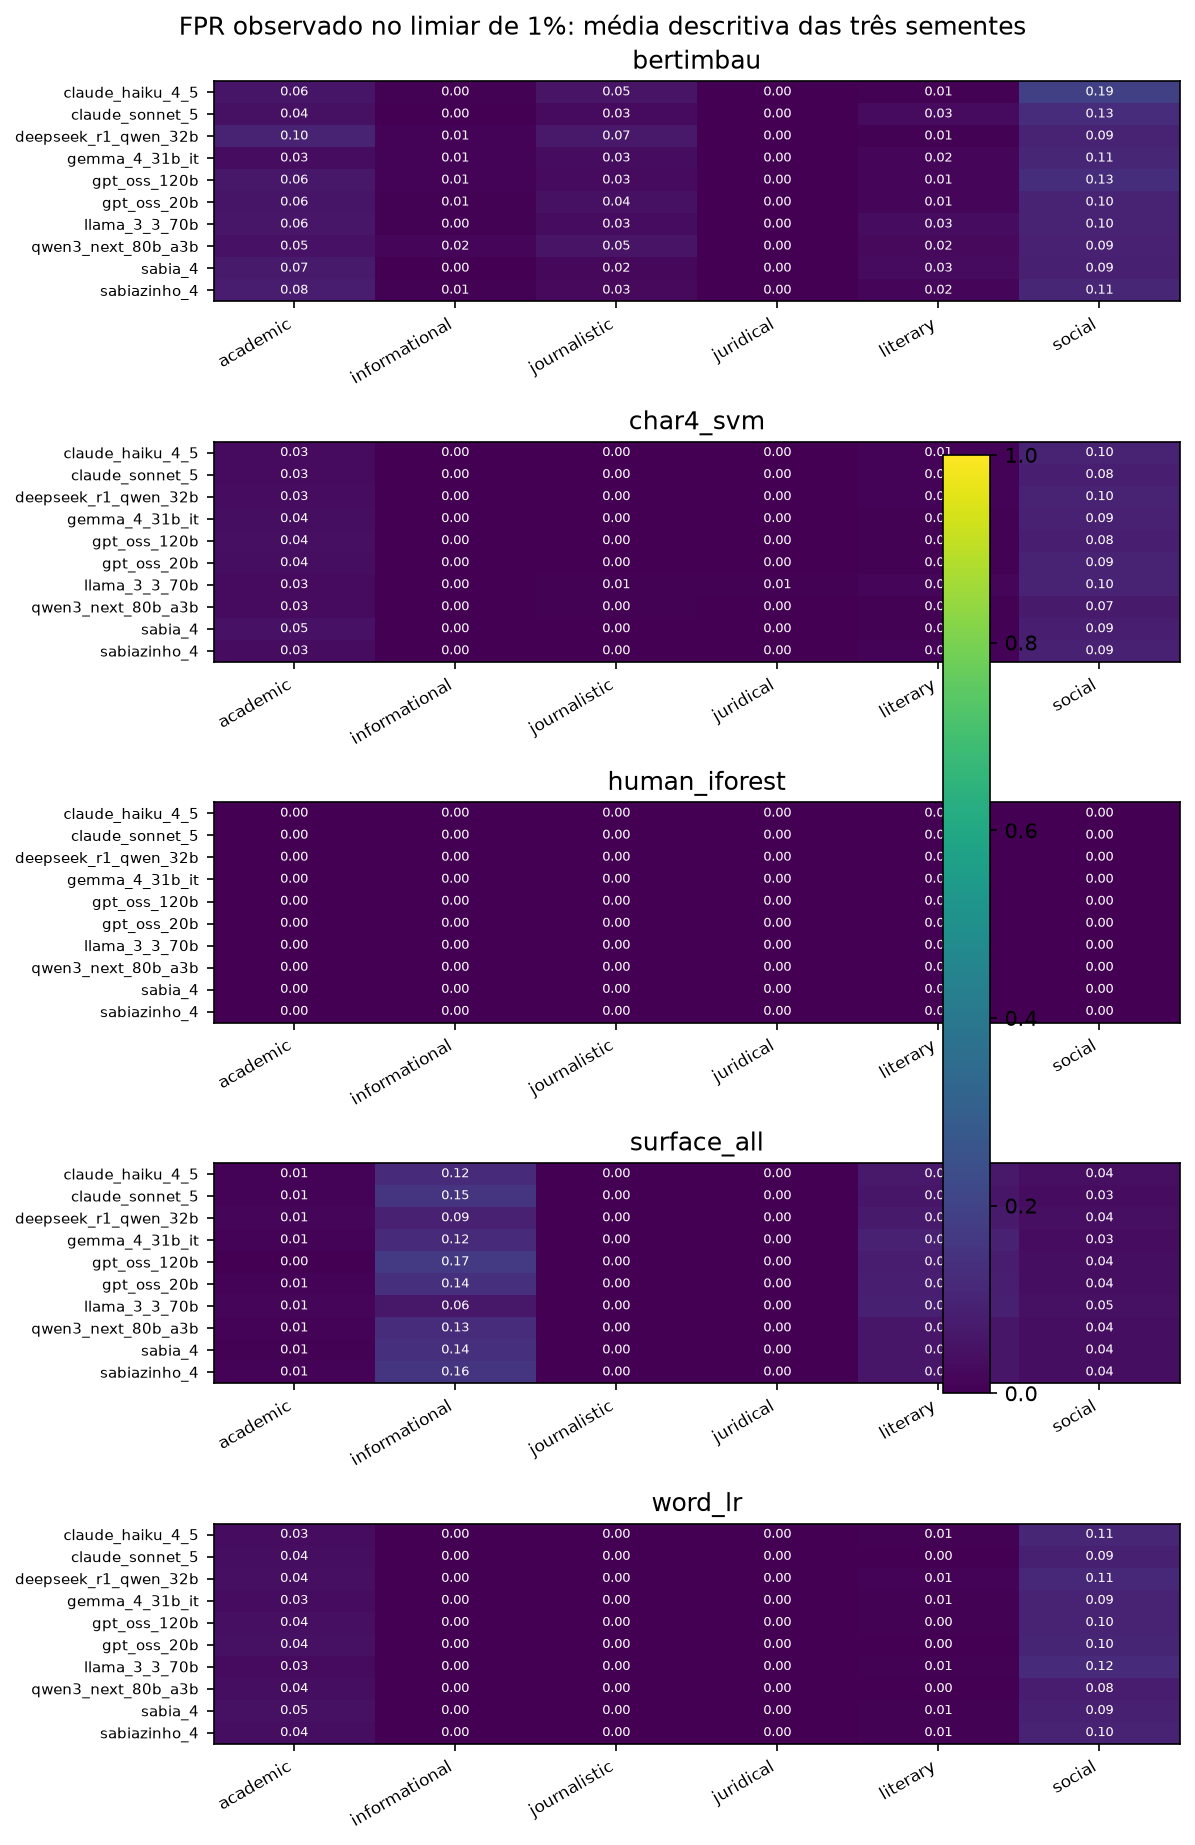 FPR observado no limiar de 1%: média descritiva das três sementes
bertimbau
claude_haiku_4_5 0.06 0.00 0.05 0.00 0.01 0.19
claude_sonnet_5 0.04 0.00 0.03 0.00 0.03 0.13
deepseek_r1_qwen_32b 0.10 0.01 0.07 0.00 0.01 0.09
gemma_4_31b_it 0.03 0.01 0.03 0.00 0.02 0.11
gpt_oss_120b 0.06 0.01 0.03 0.00 0.01 0.13
gpt_oss_20b 0.06 0.01 0.04 0.00 0.01 0.10
llama_3_3_70b 0.06 0.00 0.03 0.00 0.03 0.10
qwen3_next_80b_a3b 0.05 0.02 0.05 0.00 0.02 0.09
sabia_4 0.07 0.00 0.02 0.00 0.03 0.09
sabiazinho_4 0.08 0.01 0.03 0.00 0.02 0.11
academic informational journalistic juridical literary social
char4_svm
claude_haiku_4_5 0.03 0.00 0.00 0.00 0.10
claude_sonnet_5 0.03 0.00 0.00 0.00 0.08
deepseek_r1_qwen_32b 0.03 0.00 0.00 0.00 0.10
gemma_4_31b_it 0.04 0.00 0.00 0.00 0.09
gpt_oss_120b 0.04 0.00 0.00 0.00 0.08
gpt_oss_20b 0.04 0.00 0.00 0.00 0.09
llama_3_3_70b 0.03 0.00 0.01 0.01 0.10
qwen3_next_80b_a3b 0.03 0.00 0.00 0.00 0.07
sabia_4 0.05 0.00 0.00 0.00 0.09
sabiazinho_4 0.03 0.00 0.00 0.00 0.09
academic informational journalistic juridical literary social
1.0
0.8
0.6
0.4
0.2
0.0
human_iforest
claude_haiku_4_5 0.00 0.00 0.00 0.00 0.00
claude_sonnet_5 0.00 0.00 0.00 0.00 0.00
deepseek_r1_qwen_32b 0.00 0.00 0.00 0.00 0.00
gemma_4_31b_it 0.00 0.00 0.00 0.00 0.00
gpt_oss_120b 0.00 0.00 0.00 0.00 0.00
gpt_oss_20b 0.00 0.00 0.00 0.00 0.00
llama_3_3_70b 0.00 0.00 0.00 0.00 0.00
qwen3_next_80b_a3b 0.00 0.00 0.00 0.00 0.00
sabia_4 0.00 0.00 0.00 0.00 0.00
sabiazinho_4 0.00 0.00 0.00 0.00 0.00
academic informational journalistic juridical literary social
surface_all
claude_haiku_4_5 0.01 0.12 0.00 0.00 0.04
claude_sonnet_5 0.01 0.15 0.00 0.00 0.03
deepseek_r1_qwen_32b 0.01 0.09 0.00 0.00 0.04
gemma_4_31b_it 0.01 0.12 0.00 0.00 0.03
gpt_oss_120b 0.00 0.17 0.00 0.00 0.04
gpt_oss_20b 0.01 0.14 0.00 0.00 0.04
llama_3_3_70b 0.01 0.06 0.00 0.00 0.05
qwen3_next_80b_a3b 0.01 0.13 0.00 0.00 0.04
sabia_4 0.01 0.14 0.00 0.00 0.04
sabiazinho_4 0.01 0.16 0.00 0.00 0.04
academic informational journalistic juridical literary social
word_lr
claude_haiku_4_5 0.03 0.00 0.00 0.00 0.01 0.11
claude_sonnet_5 0.04 0.00 0.00 0.00 0.00 0.09
deepseek_r1_qwen_32b 0.04 0.00 0.00 0.00 0.01 0.11
gemma_4_31b_it 0.03 0.00 0.00 0.00 0.01 0.09
gpt_oss_120b 0.04 0.00 0.00 0.00 0.00 0.10
gpt_oss_20b 0.04 0.00 0.00 0.00 0.00 0.10
llama_3_3_70b 0.03 0.00 0.00 0.00 0.01 0.12
qwen3_next_80b_a3b 0.04 0.00 0.00 0.00 0.00 0.08
sabia_4 0.05 0.00 0.00 0.00 0.01 0.09
sabiazinho_4 0.04 0.00 0.00 0.00 0.01 0.10
academic informational journalistic juridical literary social